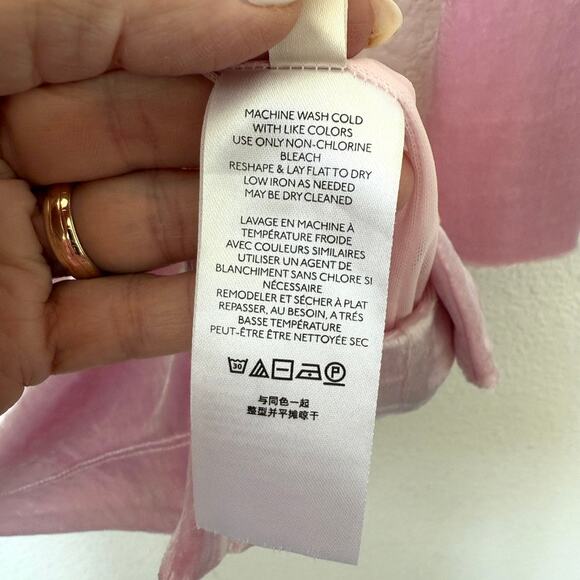 MACHINE WASH COLD
WITH LIKE COLORS
USE ONLY NON-CHLORINE
BLEACH
RESHAPE & LAY FLAT TO DRY
LOW IRON AS NEEDED
MAY BE DRY CLEANED
LAVAGE EN MACHINE À
TEMPÉRATURE FROIDE
AVEC COULEURS SIMILAIRES
UTILISER UN AGENT DE
BLANCHIMENT SANS CHLORE SI
NÉCESSAIRE
REMODELER ET SÉCHER À PLAT
REPASSER, AU BESOIN, A TRÉS
BASSE TEMPÉRATURE
PEUT-ÊTRE ÊTRE NETTOYÉE SEC
30 P
与同色一起
整型并平摊晾干